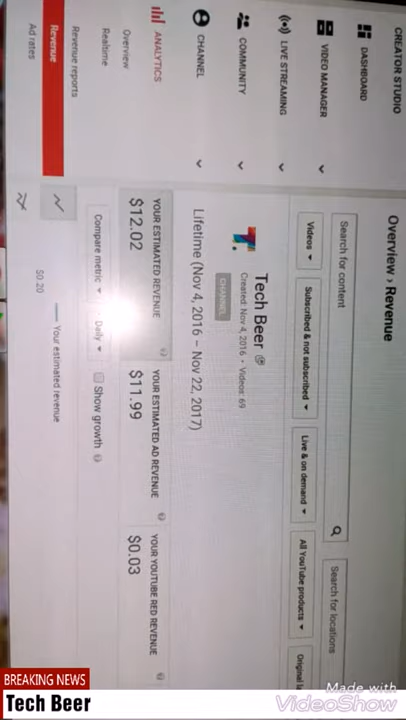 CREATOR STUDIO
DASHBOARD
VIDEO MANAGER
LIVE STREAMING
COMMUNITY
CHANNEL
ANALYTICS
Overview
Realtime
Revenue reports
Revenue
Ad rates
Overview › Revenue
Search for content
Search for locations
Videos
Subscribed & not subscribed
Live & on demand
All YouTube products
Original
Tech Beer
Created: Nov 4, 2016 • Videos: 69
CHANNEL
Lifetime (Nov 4, 2016 – Nov 22, 2017)
YOUR ESTIMATED REVENUE
$12.02
YOUR ESTIMATED AD REVENUE
$11.99
YOUR YOUTUBE RED REVENUE
$0.03
Compare metric
Daily
Show growth
Your estimated revenue
$0.20
Made with
VideoShow
BREAKING NEWS
Tech Beer